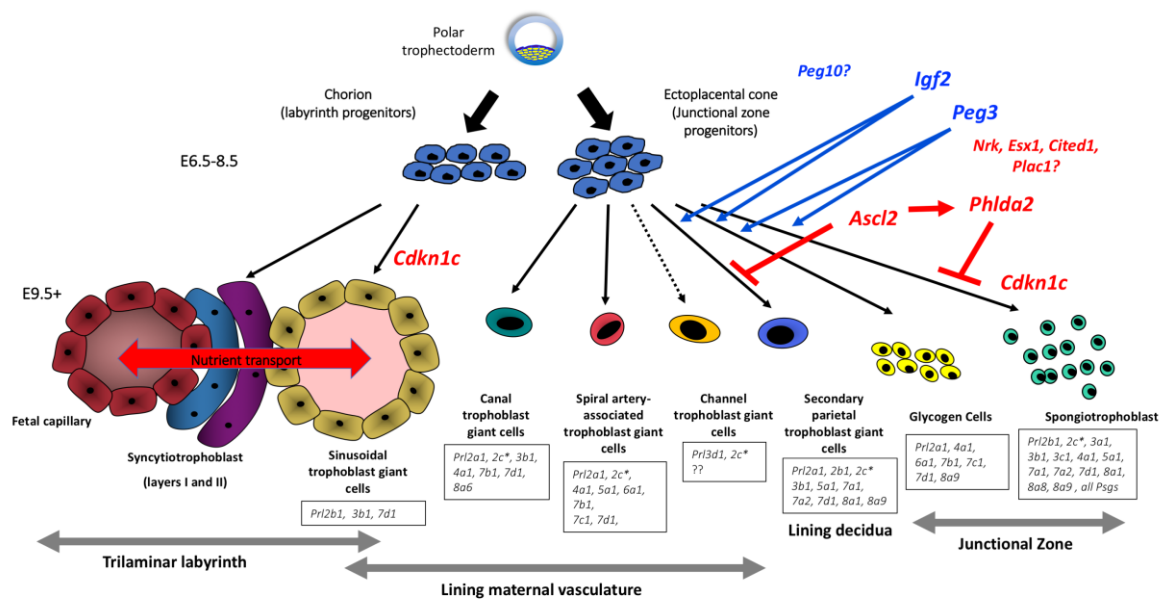 Polar
trophectoderm
Chorion
(labyrinth progenitors)
Ectoplacental cone
(Junctional zone
progenitors)
Peg10?
Igf2
Peg3
Nrk, Esx1, Cited1,
Plac1?
E6.5-8.5
Ascl2
Phlda2
Cdkn1c
Cdkn1c
E9.5+
Nutrient transport
Fetal capillary
Syncytiotrophoblast
(layers I and II)
Sinusoidal
trophoblast giant
cells
Prl2b1, 3b1, 7d1
Canal
trophoblast
giant cells
Prl2a1, 2c*, 3b1,
4a1, 7b1, 7d1,
8a6
Spiral artery-
associated
trophoblast giant
cells
Prl2a1, 2c*,
4a1, 5a1, 6a1,
7b1,
7c1, 7d1,
Channel
trophoblast giant
cells
Prl3d1, 2c*
??
Secondary
parietal
trophoblast giant
cells
Prl2a1, 2b1, 2c*
3b1, 5a1, 7a1,
7a2, 7d1, 8a1, 8a9
Glycogen Cells
Prl2a1, 4a1,
6a1, 7b1, 7c1,
7d1, 8a9
Spongiotrophoblast
Prl2b1, 2c*, 3a1,
3b1, 3c1, 4a1, 5a1,
7a1, 7a2, 7d1, 8a1,
8a8, 8a9 , all Psgs
Lining decidua
Trilaminar labyrinth
Lining maternal vasculature
Junctional Zone